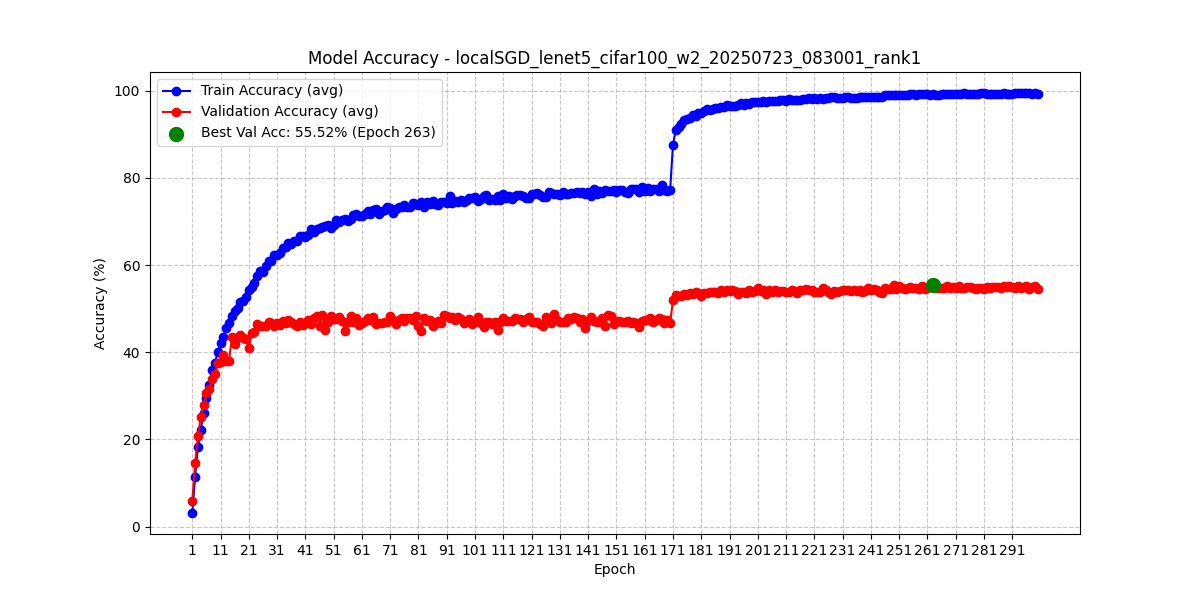 Model Accuracy - localSGD_lenet5_cifar100_w2_20250723_083001_rank1
Train Accuracy (avg)
Validation Accuracy (avg)
Best Val Acc: 55.52% (Epoch 263)
Accuracy (%)
100
80
60
40
20
0
1 11 21 31 41 51 61 71 81 91 101 111 121 131 141 151 161 171 181 191 201 211 221 231 241 251 261 271 281 291
Epoch